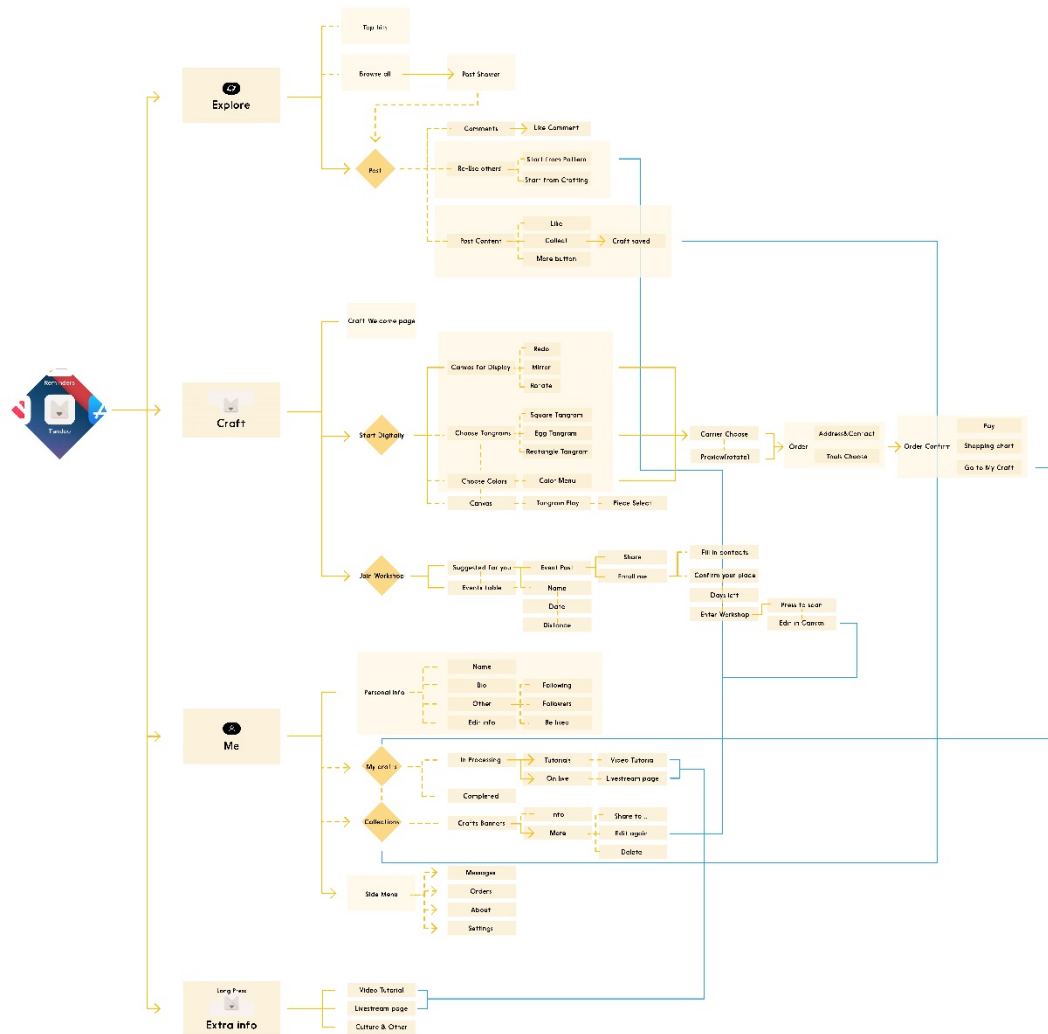 Browse all
Post Shower
Explore
Comments
Like Comment
Post
Re-Use others'
Start from Pattern
Start from Crafting
Like
Post Content
Collect
Craft saved
More button
Craft Welcome page
Redo
Canvas for Display
Mirror
Rotate
Reminders
Craft
Square Tangram
Start Digitally
Choose Tangrams
Egg Tangram
Rectangle Tangram
Carrier Choose
Preview(rotate)
Order
Address&Contact
Tools Choose
Order Confirm
Pay
Shopping chart
Go to My Craft
Choose Colors
Color Menu
Canvas
Tangram Play
Piece Select
Join Workshop
Suggested for you
Event Post
Share
Enroll me
Fill in contacts
Confirm your place
Days left
Enter Workshop
Press to scan
Edit in Canvas
Events table
Name
Date
Distance
Personal Info
Name
Bio
Following
Other
Followers
Edit info
Be liked
Me
My crafts
In Processing
Tutorials
Video Tutorial
On live
Livestream page
Completed
Collections
Crafts Banners
Info
Share to...
More
Edit again
Delete
Side Menu
Messages
Orders
About
Settings
Long Press
Extra info
Video Tutorial
Livestream page
Culture & Other